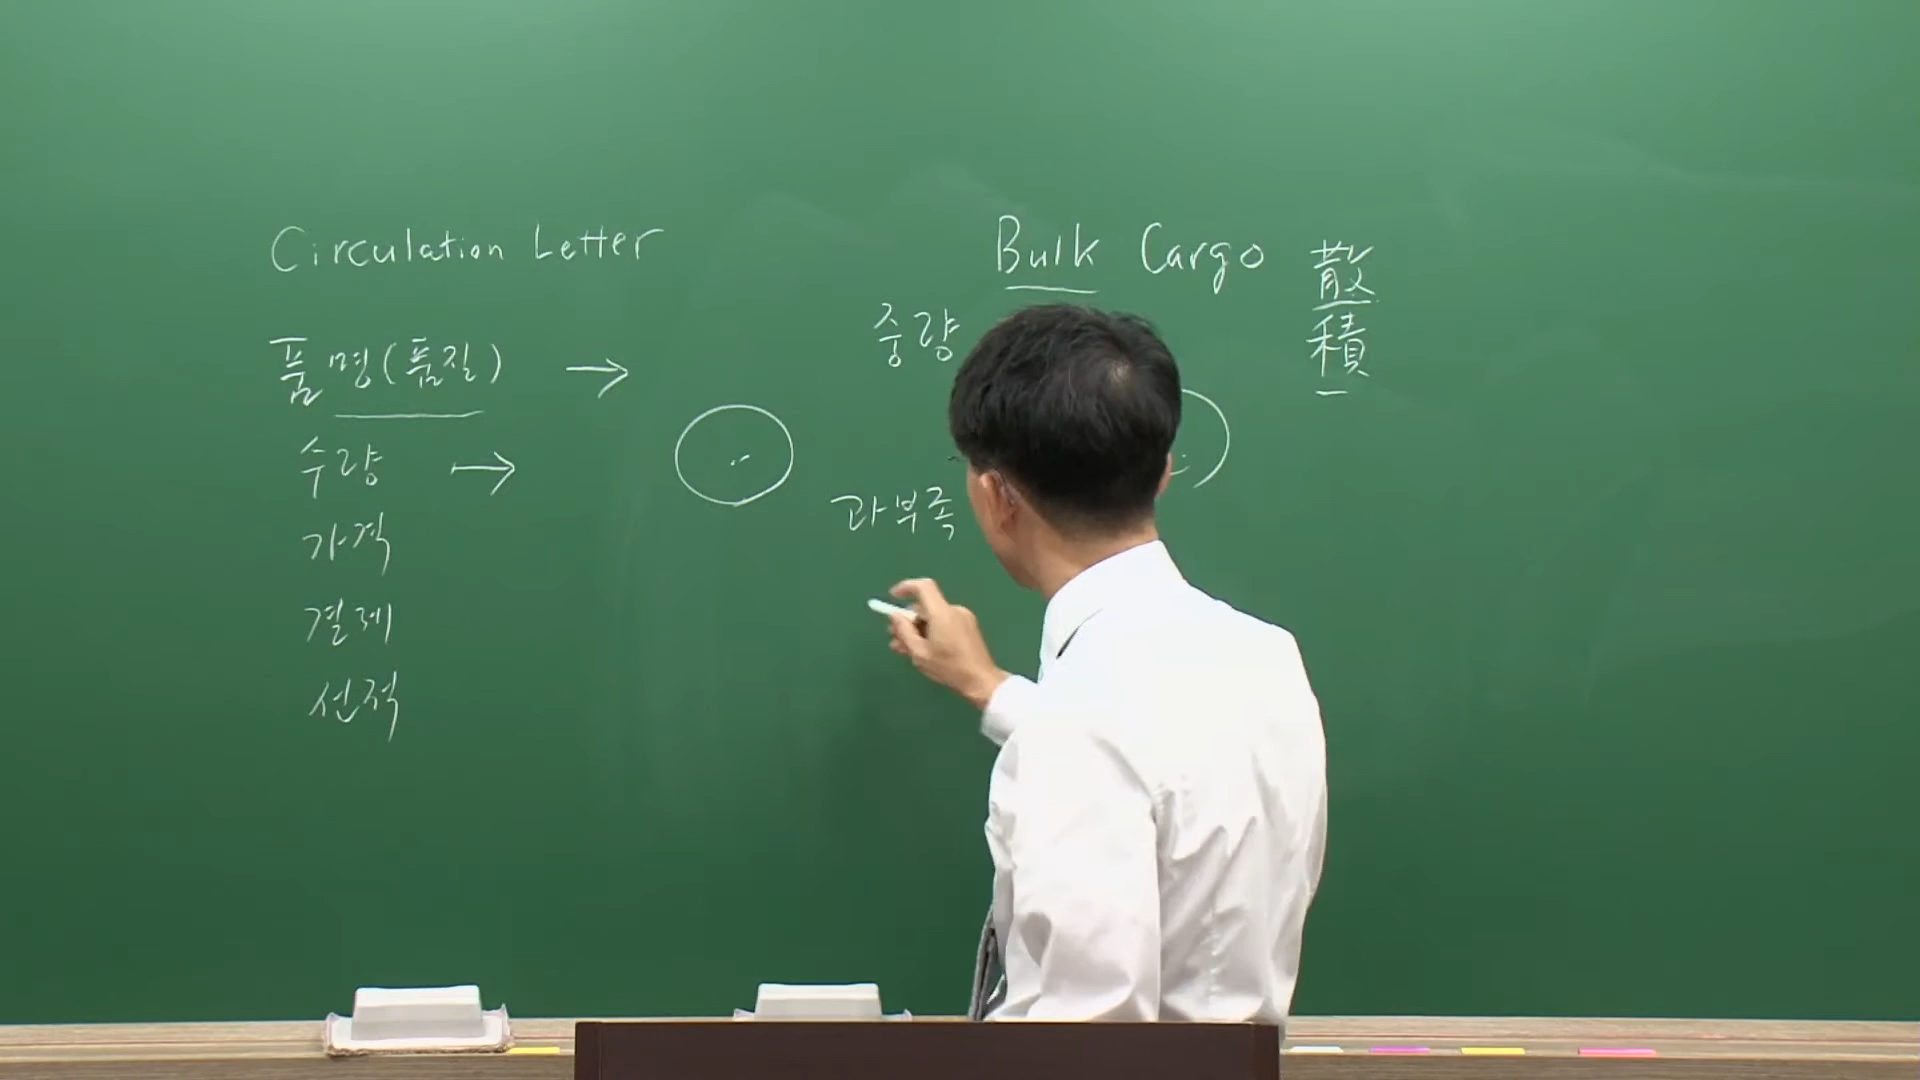 Circulation Letter
품명(품질) →
수량 →
가격
결제
선적
Bulk Cargo
散積
중량
과부족